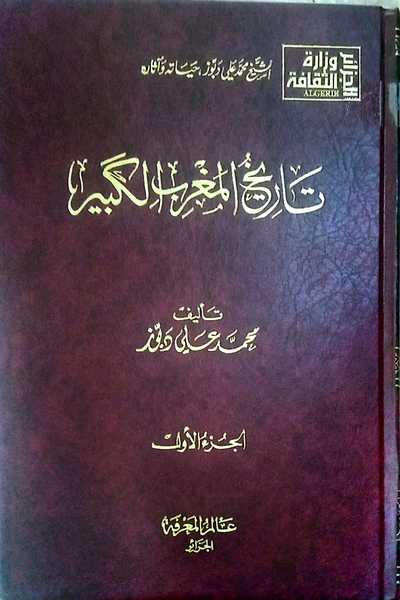 وزارة
الثقافة
الجزائر
ALGERIE
الشيخ محمد علي دبوز، حياته وآثاره
تاريخ المغرب الكبير
تأليف
محمد علي دبوز
الجزء الأول
عالم المعرفة
الجزائر